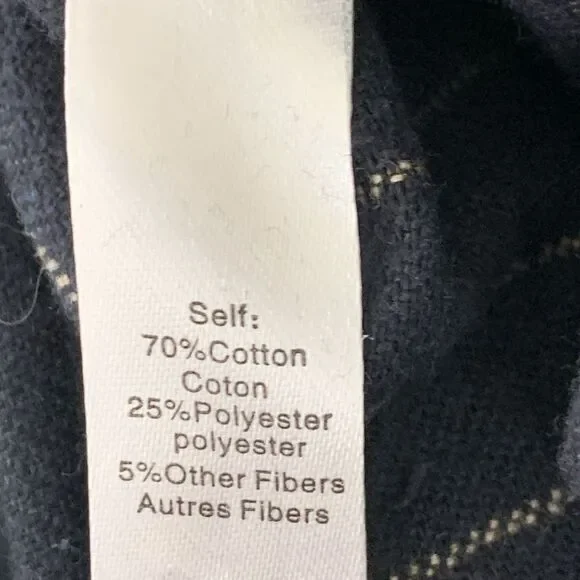 Self:
70%Cotton
Coton
25%Polyester
polyester
5%Other Fibers
Autres Fibers